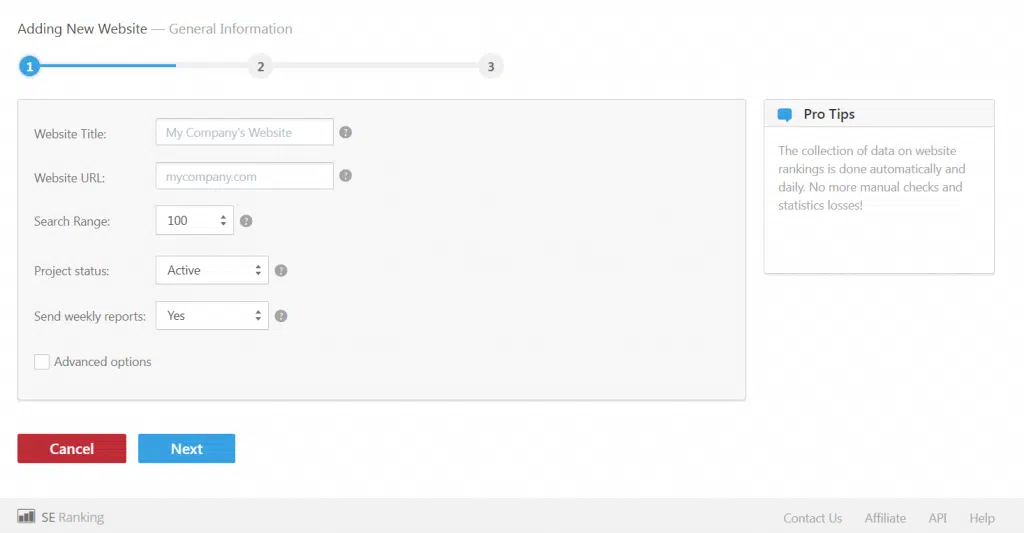 Adding New Website — General Information
1 2 3
Website Title: My Company's Website ?
Website URL: mycompany.com ?
Search Range: 100 ?
Project status: Active ?
Send weekly reports: Yes ?
Advanced options
Pro Tips
The collection of data on website
rankings is done automatically and
daily. No more manual checks and
statistics losses!
Cancel Next
SE Ranking
Contact Us Affiliate API Help